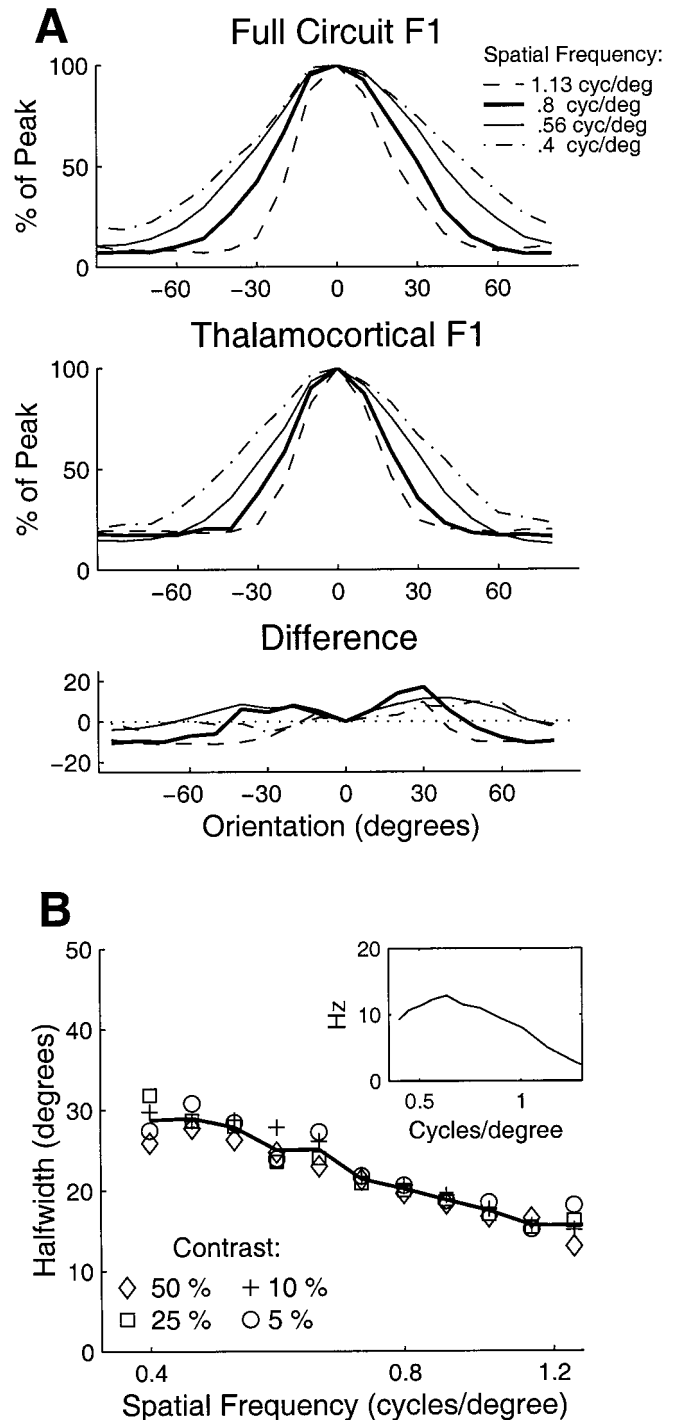 A
Full Circuit F1
Spatial Frequency:
1.13 cyc/deg
.8 cyc/deg
.56 cyc/deg
.4 cyc/deg
% of Peak
100
50
0
−60 −30 0 30 60
Thalamocortical F1
% of Peak
100
50
0
−60 −30 0 30 60
Difference
20
0
−20
−60 −30 0 30 60
Orientation (degrees)
B
Halfwidth (degrees)
50
40
30
20
10
0
Hz
20
10
0
0.5 1
Cycles/degree
Contrast:
50 % 10 %
25 % 5 %
0.4 0.8 1.2
Spatial Frequency (cycles/degree)